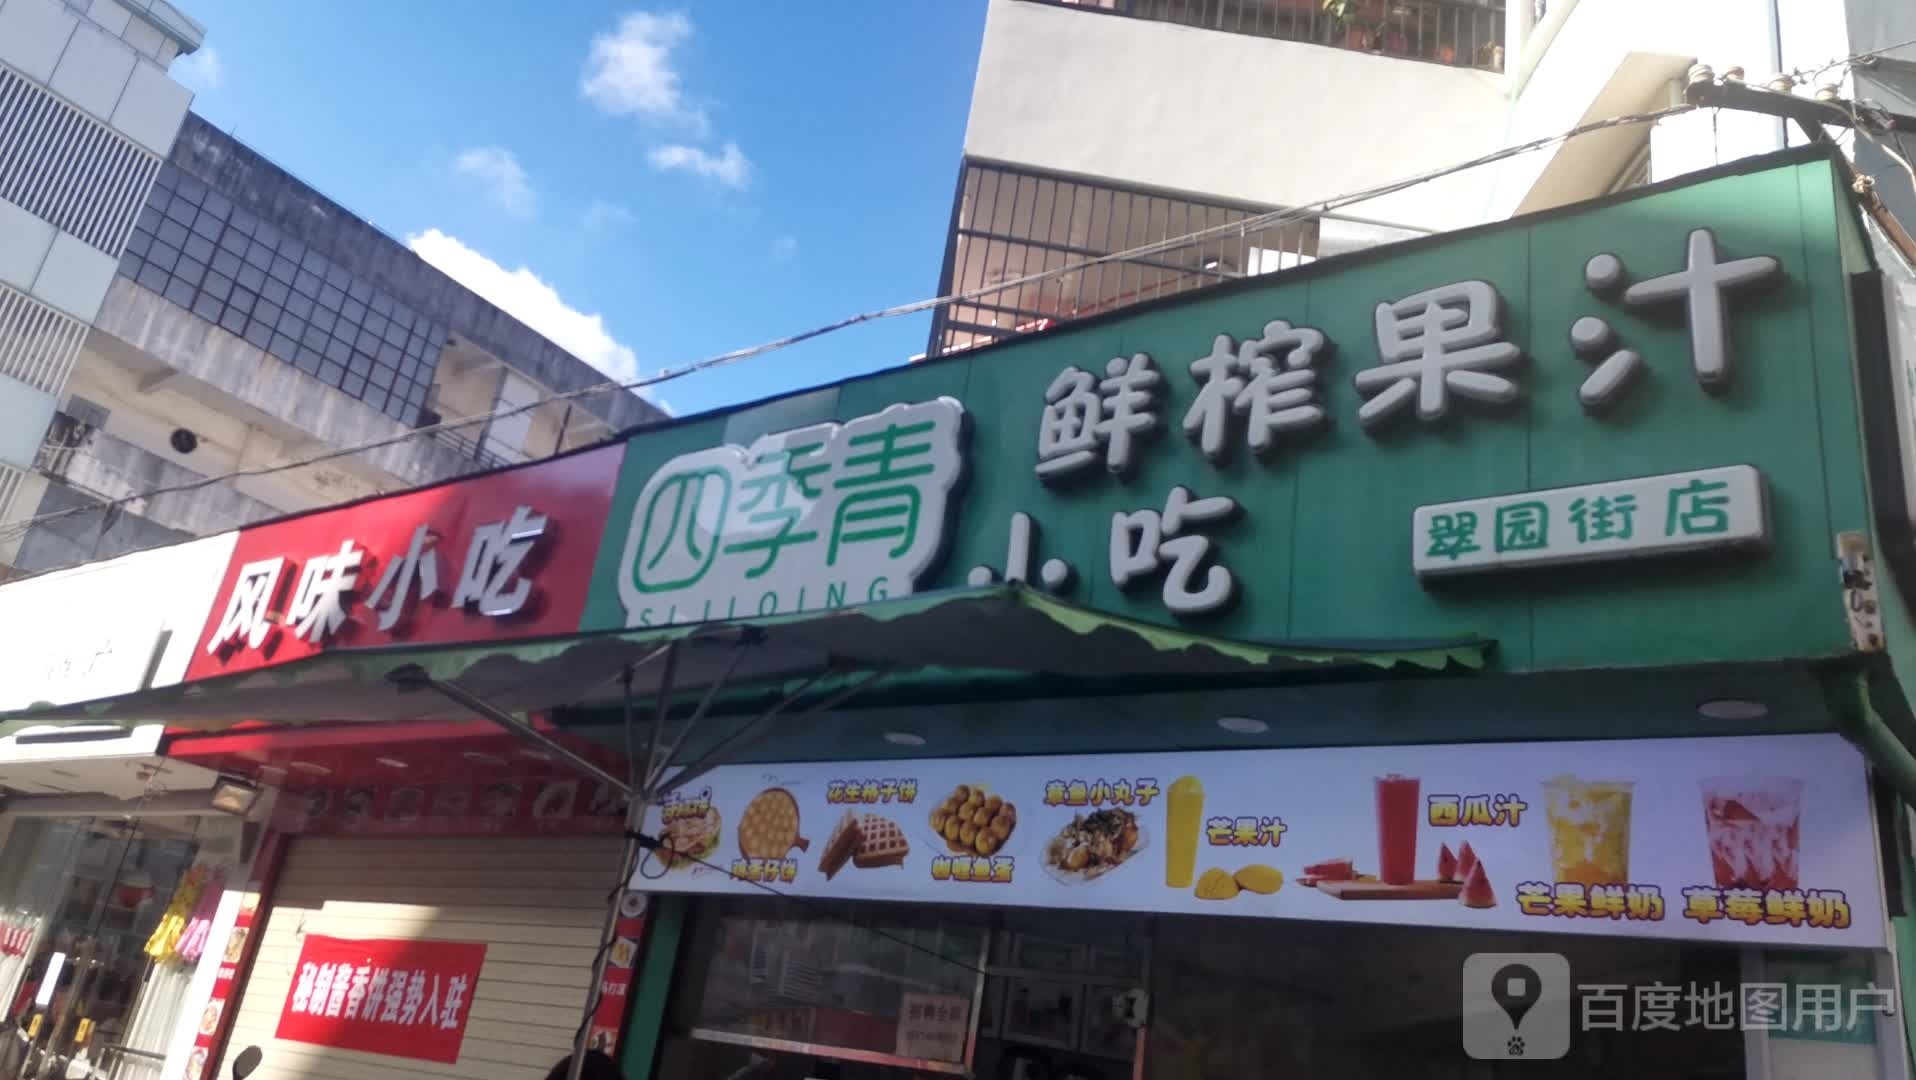 鲜榨果汁
四季青
SIJIQING
小吃
翠园街店
风味小吃
花生格子饼
章鱼小丸子
芒果汁
西瓜汁
鸡蛋仔饼
咖喱鱼蛋
芒果鲜奶
草莓鲜奶
秘制酱香饼强势入驻
百度地图用户